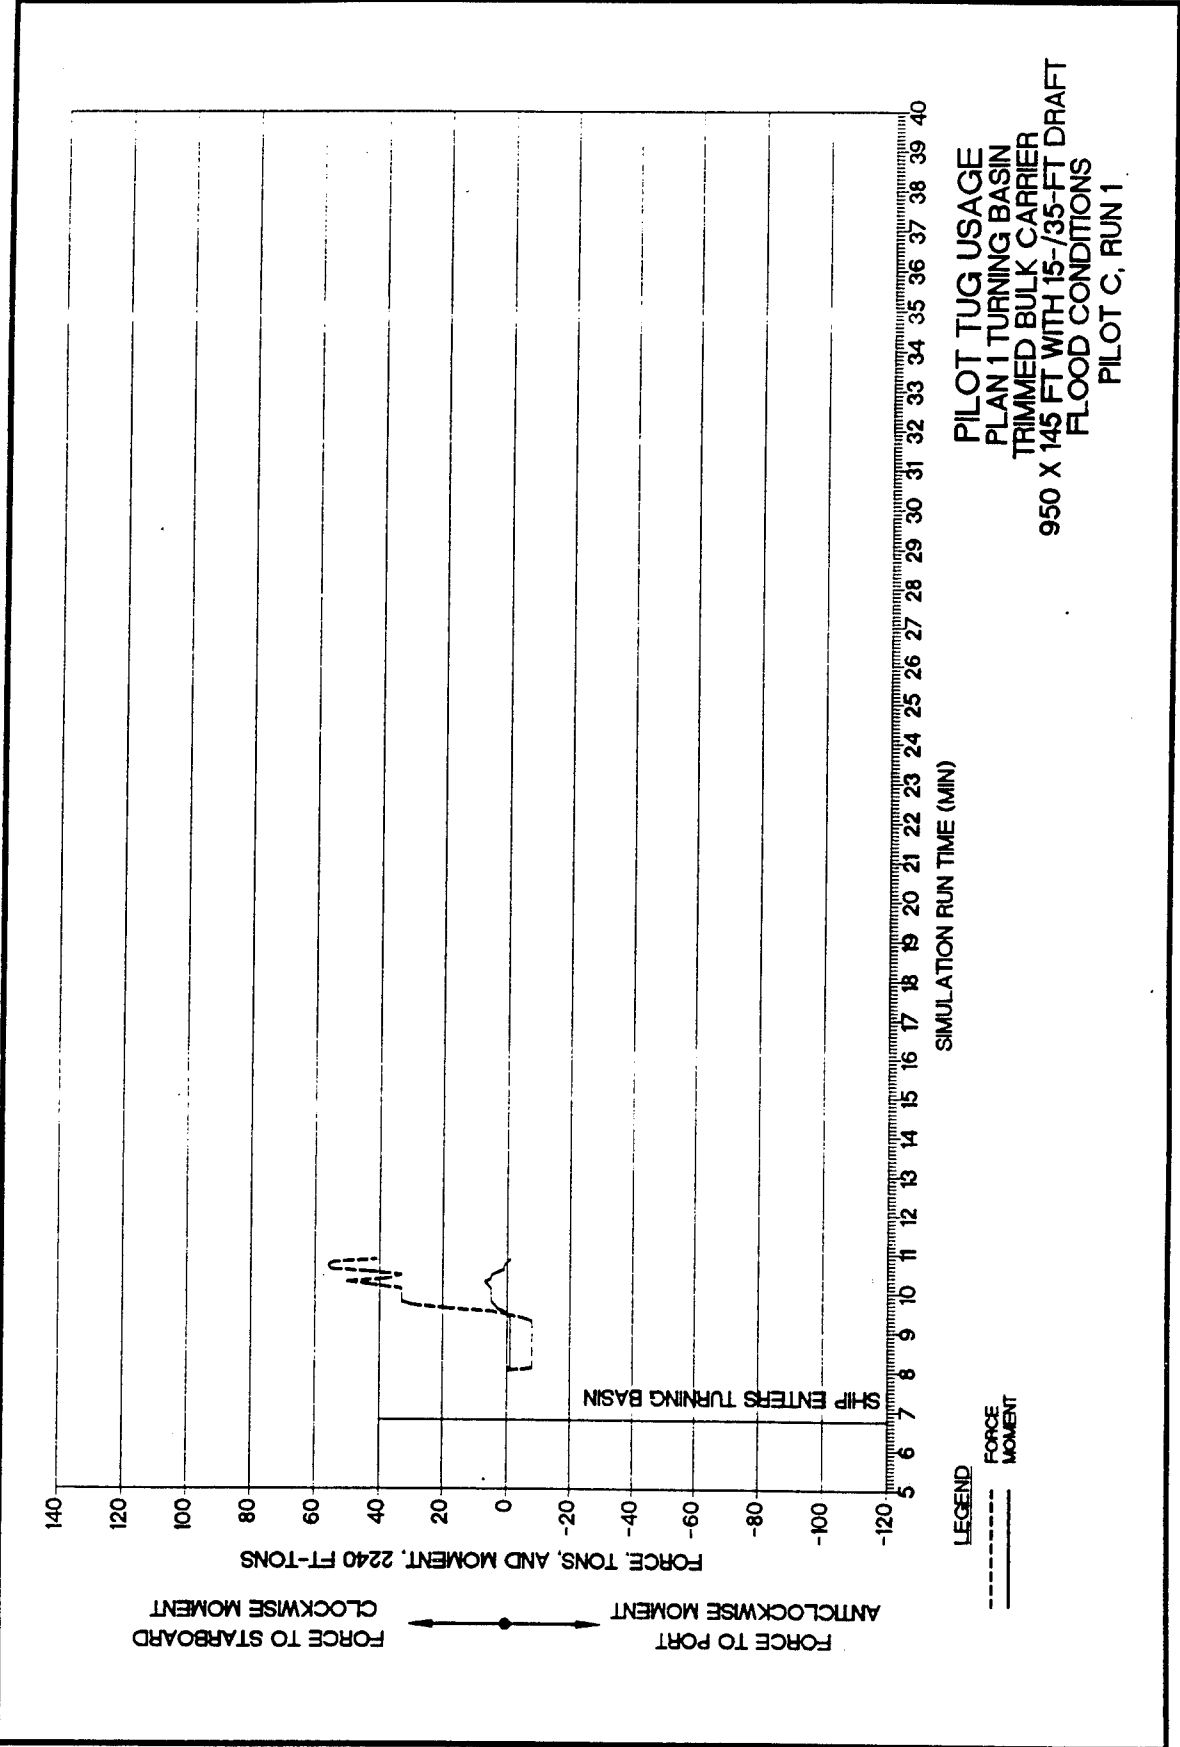 FORCE TO STARBOARD
CLOCKWISE MOMENT
FORCE TO PORT
ANTICLOCKWISE MOMENT
FORCE, TONS, AND MOMENT, 2240 FT-TONS
140
120
100
80
60
40
20
0
-20
-40
-60
-80
-100
-120
SHIP ENTERS TURNING BASIN
5 6 7 8 9 10 11 12 13 14 15 16 17 18 19 20 21 22 23 24 25 26 27 28 29 30 31 32 33 34 35 36 37 38 39 40
SIMULATION RUN TIME (MIN)
LEGEND
FORCE
MOMENT
PILOT TUG USAGE
PLAN 1 TURNING BASIN
TRIMMED BULK CARRIER
950 X 145 FT WITH 15-/35-FT DRAFT
FLOOD CONDITIONS
PILOT C, RUN 1